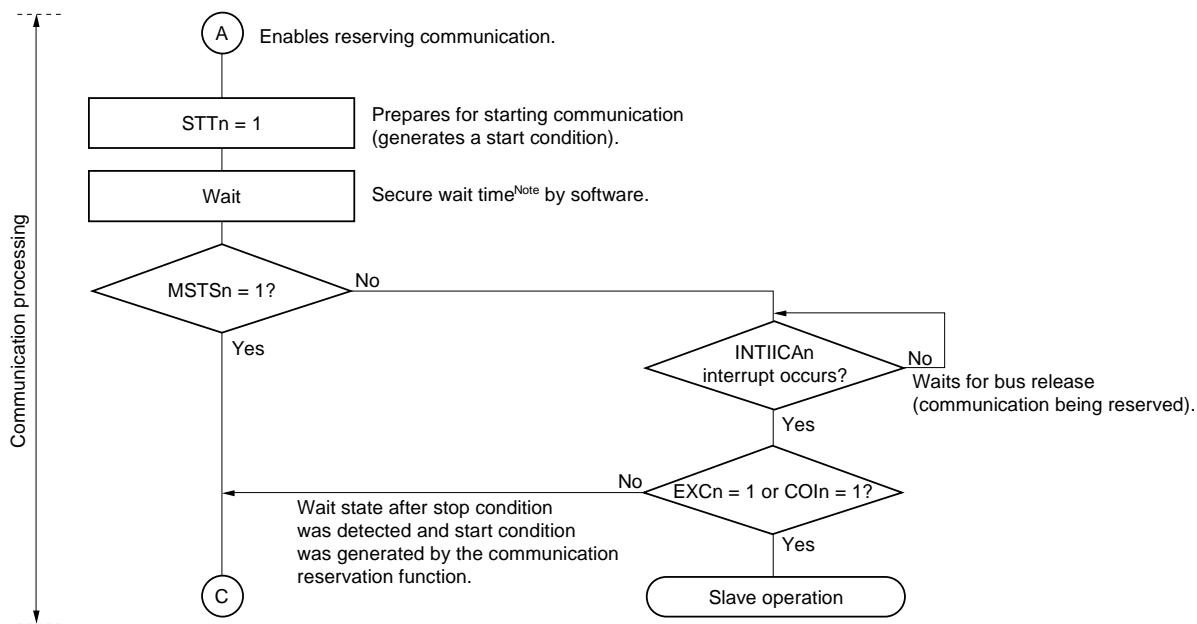 A
Enables reserving communication.
STTn = 1
Prepares for starting communication
(generates a start condition).
Wait
Secure wait timeNote by software.
MSTSn = 1?
No
Yes
INTIICAn
interrupt occurs?
No
Waits for bus release
(communication being reserved).
Yes
EXCn = 1 or COIn = 1?
No
Wait state after stop condition
was detected and start condition
was generated by the communication
reservation function.
Yes
C
Slave operation
Communication processing